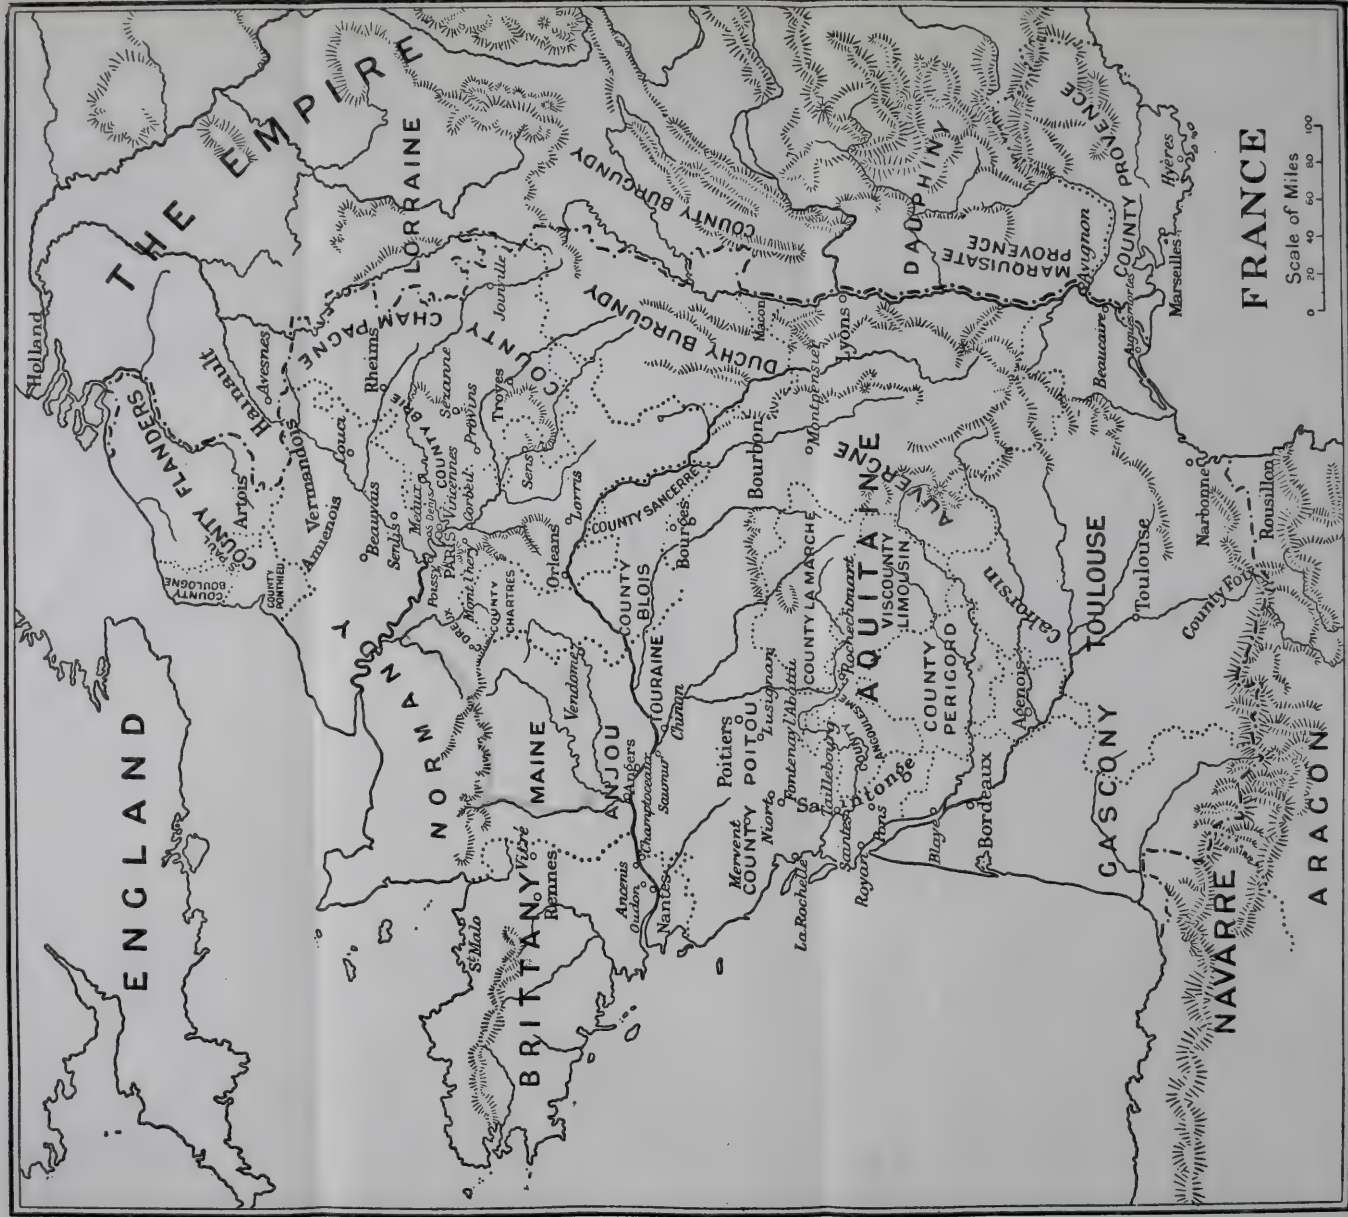 ENGLAND
Holland
THE EMPIRE
COUNTY FLANDERS
Hainault
Avesnes
Artois
COUNTY BOULOGNE
COUNTY PONTHIEU
Vermandois
Amienois
Couci
LORRAINE
COUNTY CHAMPAGNE
Rheims
Joinville
Beauvais
Senlis
Meaux
COUNTY BRIE
Sezanne
Provins
Troyes
Poissy
PARIS
Vincennes
Corbeil
Montlhery
DREUX
COUNTY CHARTRES
Sens
Lorris
Orleans
NORMANDY
St Malo
BRITTANY
Vitré
Rennes
MAINE
Vendome
ANJOU
Angers
Champtoceaux
Saumur
Ancenis
Oudon
Nantes
TOURAINE
Chinon
COUNTY BLOIS
COUNTY SANCERRE
Bourges
COUNTY BURGUNDY
DUCHY BURGUNDY
Macon
Bourbon
Montpensier
Lyons
Poitiers
COUNTY POITOU
Mervent
Niort
Lusignan
Fontenay l'Abattu
COUNTY LA MARCHE
La Rochelle
Taillebourg
Saintonge
Saintes
Pons
Royan
COUNTY ANGOULESME
Rochechouant
AQUITAINE
VISCOUNTY LIMOUSIN
AUVERGNE
COUNTY PERIGORD
Blaye
Bordeaux
Cahorsin
Agenois
DAUPHINY
MARQUISATE PROVENCE
COUNTY PROVENCE
PROVENCE
Avignon
Beaucaire
Aiguesmortes
Marseilles
Hyères
TOULOUSE
Toulouse
Narbonne
County Foix
Rousillon
GASCONY
NAVARRE
ARAGON
FRANCE
Scale of Miles
0 20 40 60 80 100